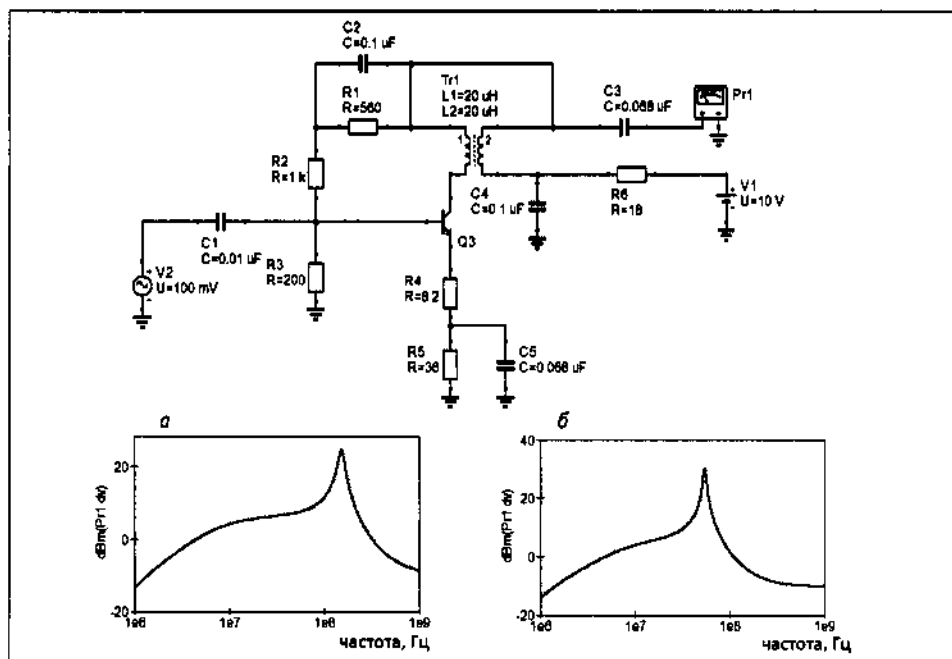 C2
C=0.1 uF
R1
R=560
Tr1
L1=20 uH
L2=20 uH
C3
C=0.068 uF
Pr1
1
2
R2
R=1 k
C4
C=0.1 uF
R6
R=18
V1
U=10 V
C1
C=0.01 uF
Q3
V2
U=100 mV
R3
R=200
R4
R=8.2
R5
R=36
C5
C=0.068 uF
а
dBm(Pr1 dv)
20
0
-20
1e6
1e7
1e8
1e9
частота, Гц
б
dBm(Pr1 dv)
40
20
0
-20
1e6
1e7
1e8
1e9
частота, Гц